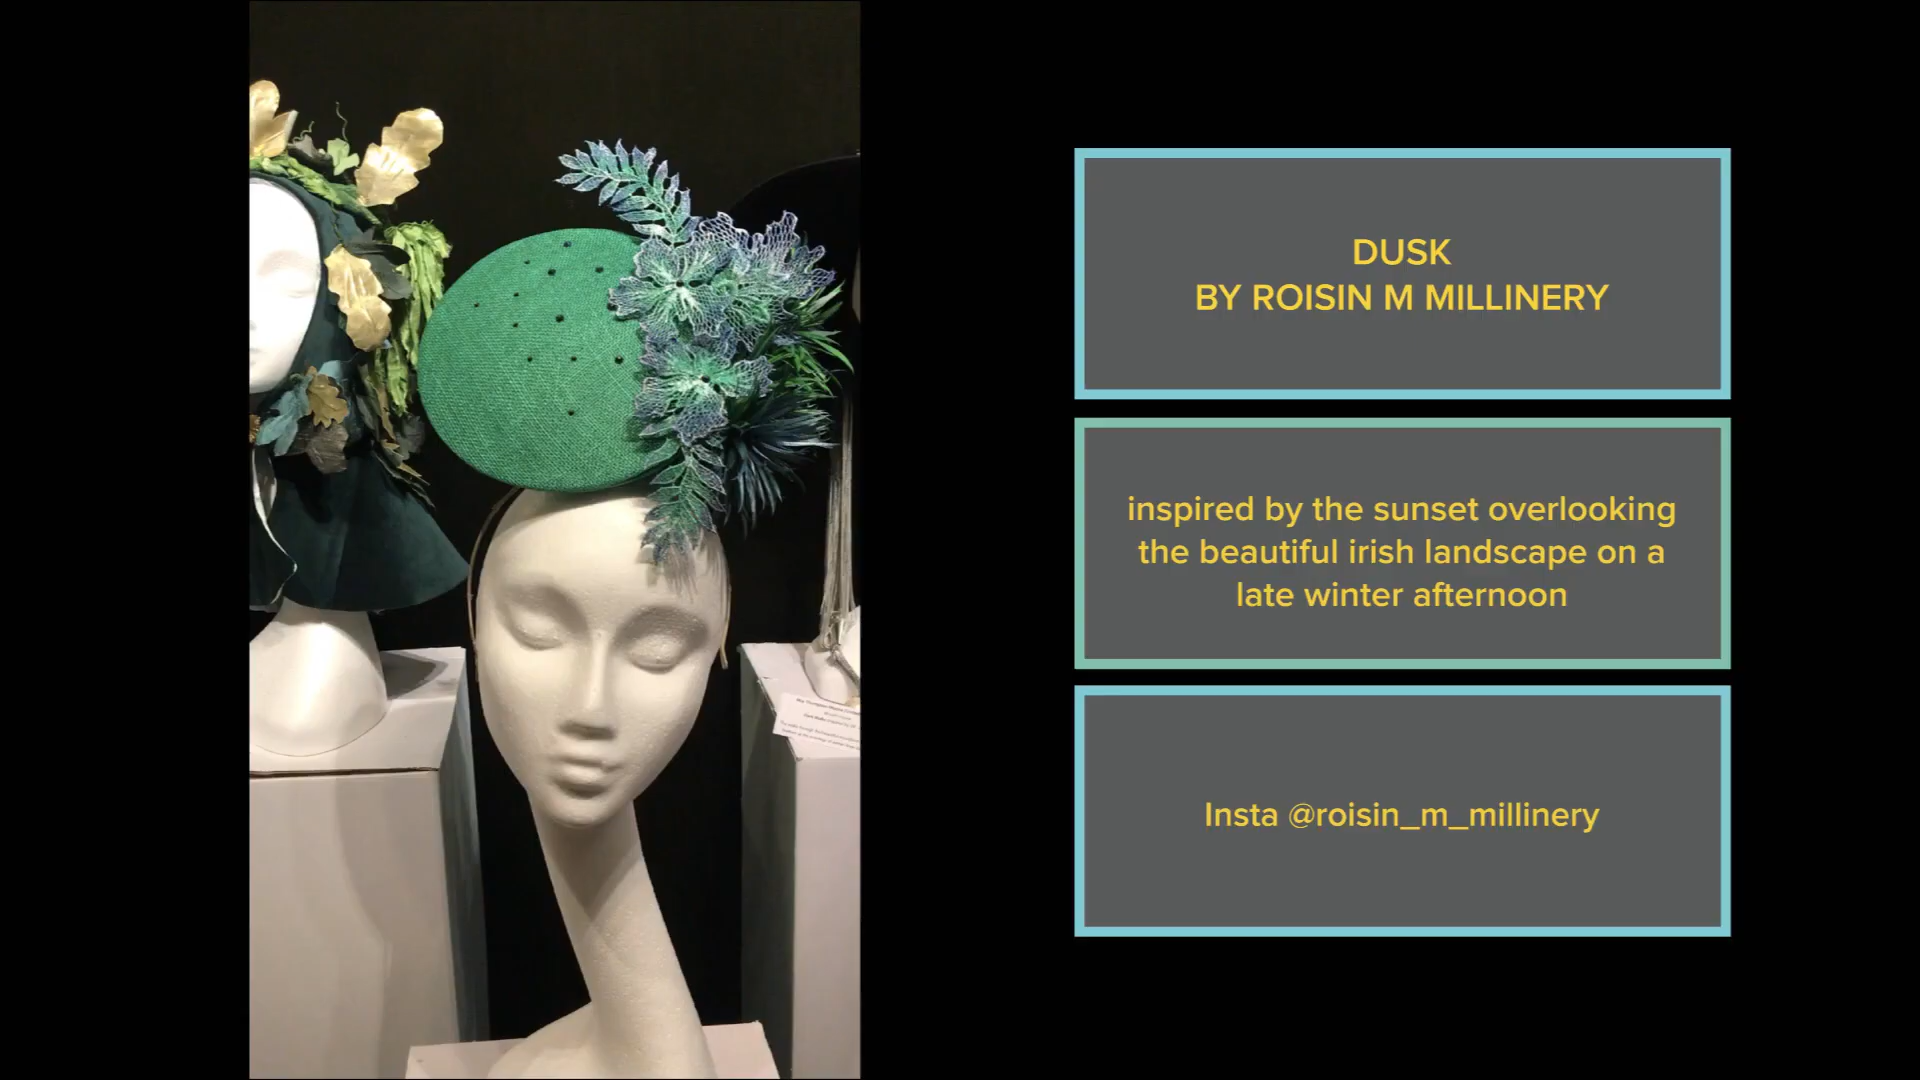 DUSK
BY ROISIN M MILLINERY
inspired by the sunset overlooking
the beautiful irish landscape on a
late winter afternoon
Insta @roisin_m_millinery